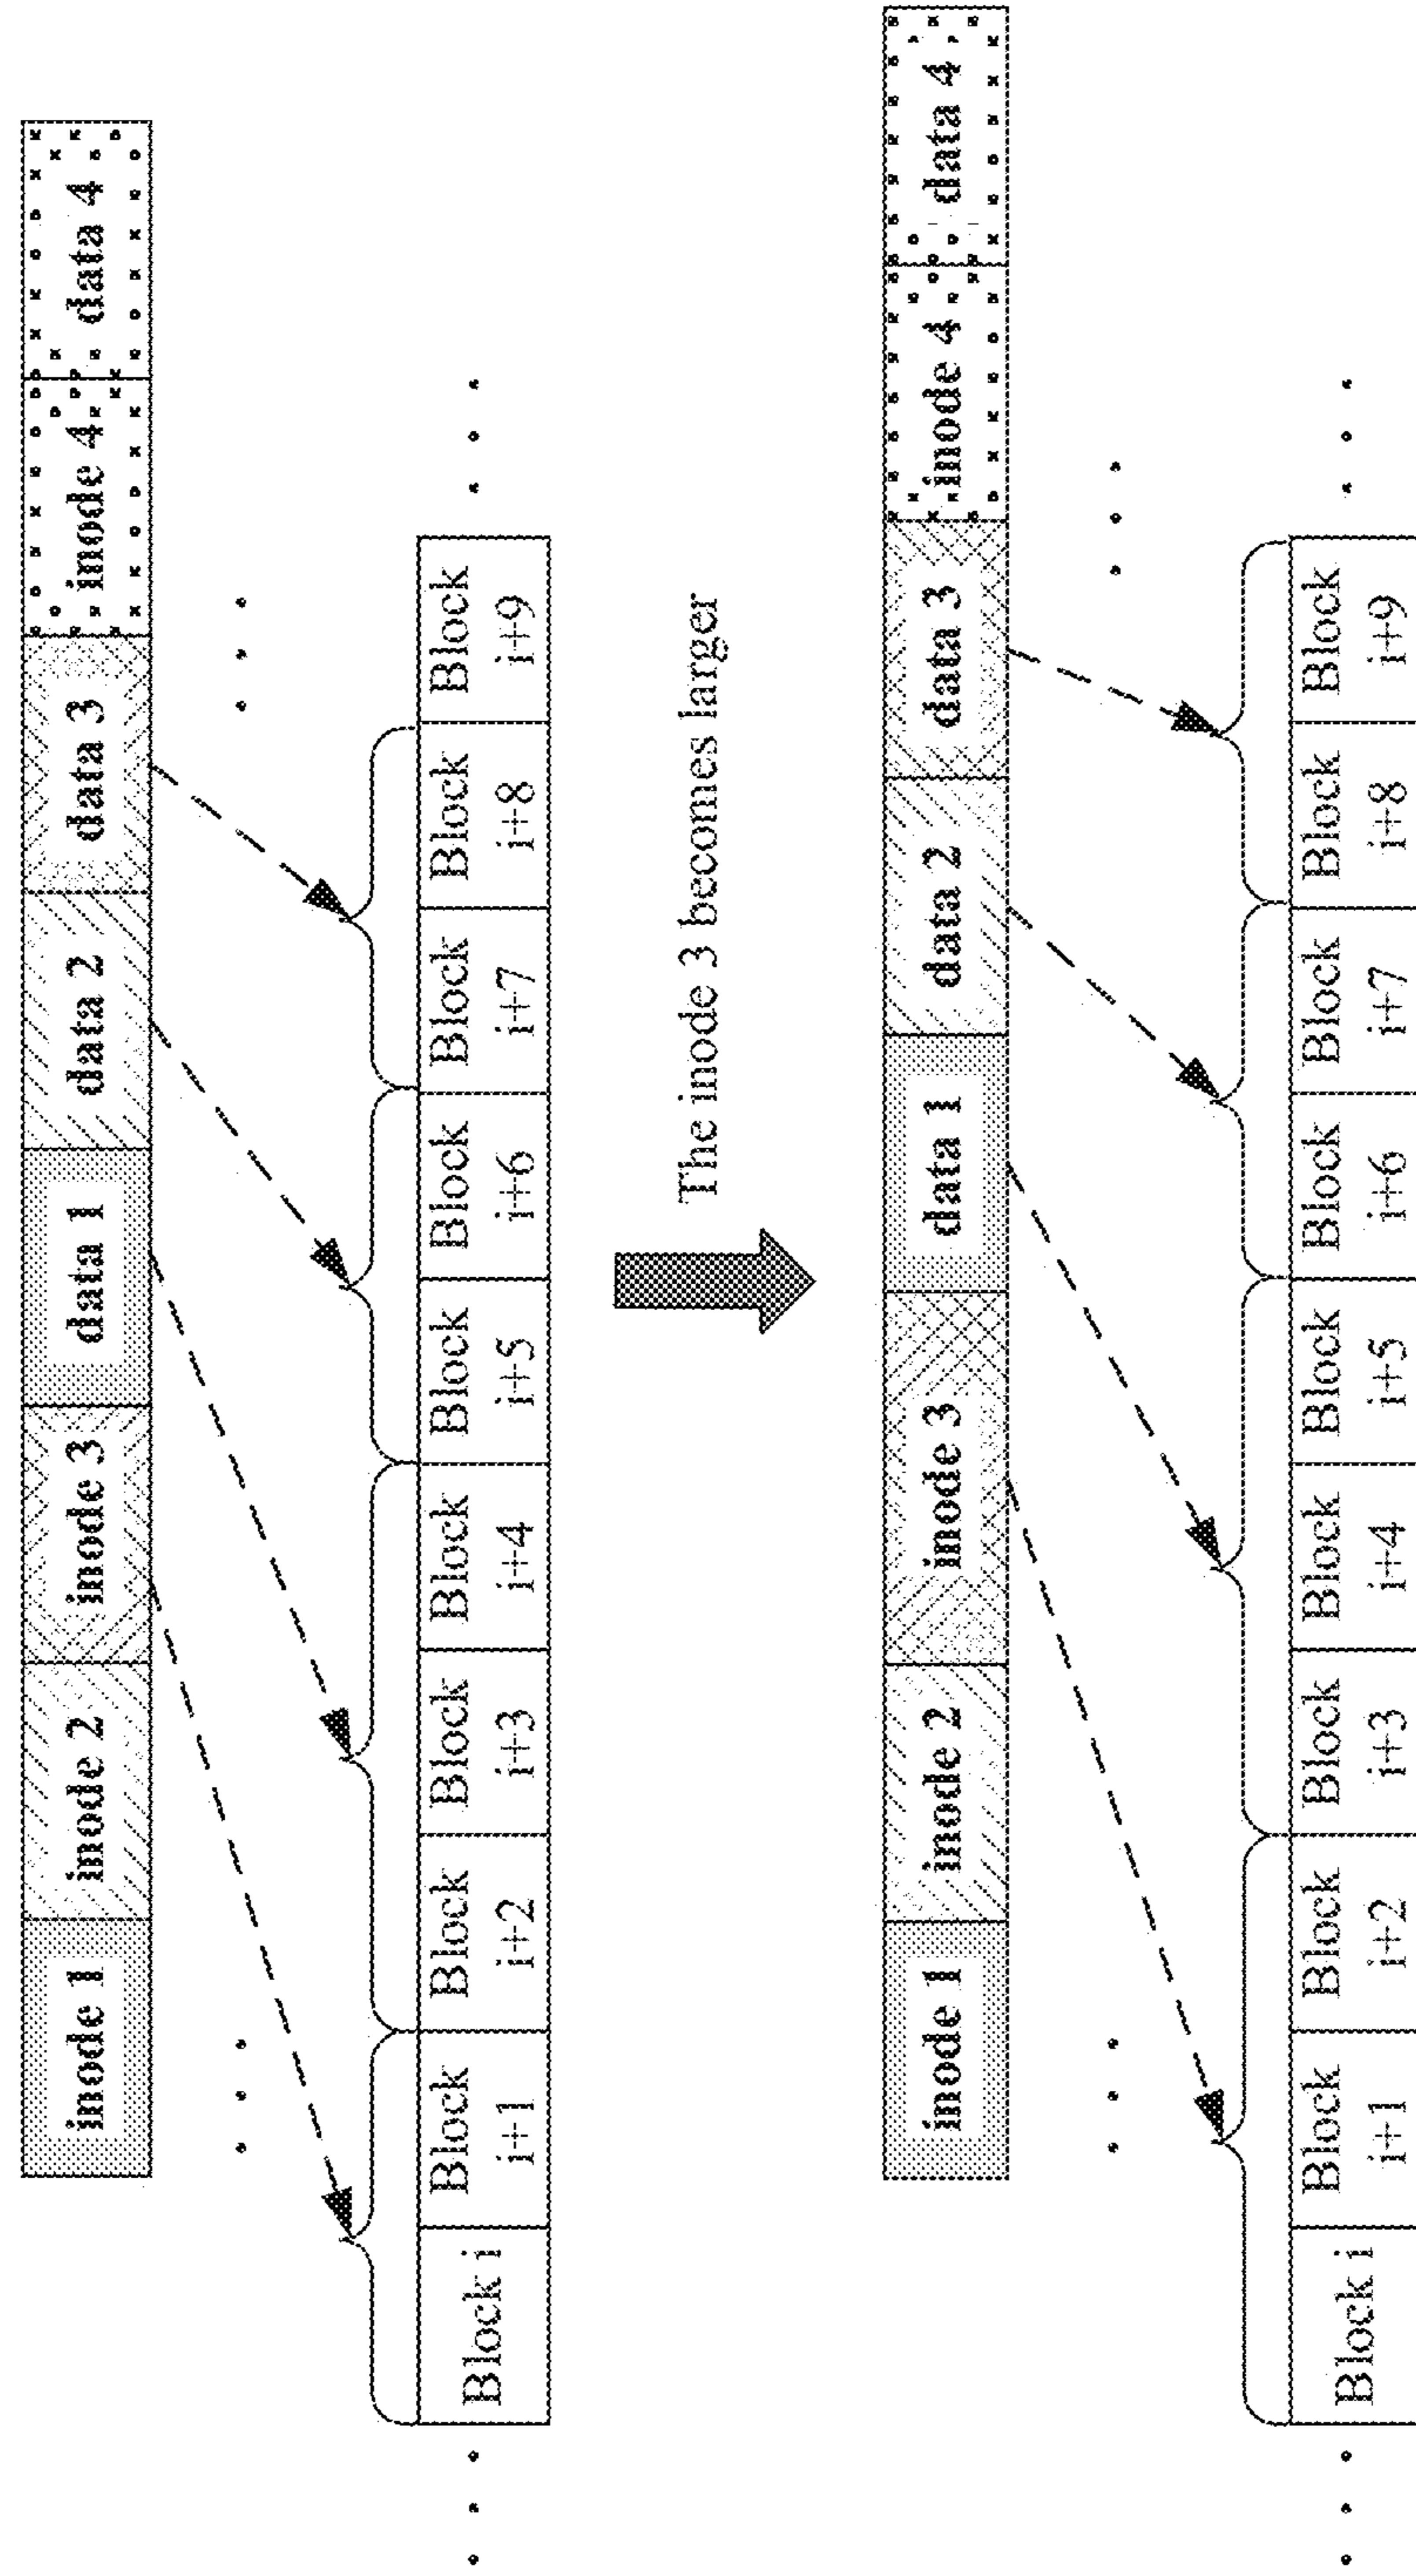 inode 1
inode 2
inode 3
data 1
data 2
data 3
inode 4
data 4
Block i
Block
i+1
Block
i+2
Block
i+3
Block
i+4
Block
i+5
Block
i+6
Block
i+7
Block
i+8
Block
i+9
The inode 3 becomes larger
inode 1
inode 2
inode 3
data 1
data 2
data 3
inode 4
data 4
Block i
Block
i+1
Block
i+2
Block
i+3
Block
i+4
Block
i+5
Block
i+6
Block
i+7
Block
i+8
Block
i+9